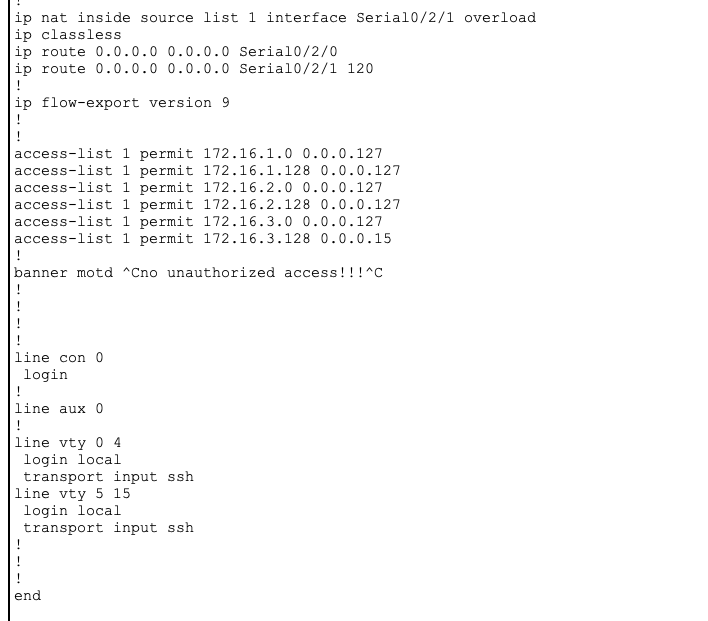 !
ip nat inside source list 1 interface Serial0/2/1 overload
ip classless
ip route 0.0.0.0 0.0.0.0 Serial0/2/0
ip route 0.0.0.0 0.0.0.0 Serial0/2/1 120
!
ip flow-export version 9
!
!
access-list 1 permit 172.16.1.0 0.0.0.127
access-list 1 permit 172.16.1.128 0.0.0.127
access-list 1 permit 172.16.2.0 0.0.0.127
access-list 1 permit 172.16.2.128 0.0.0.127
access-list 1 permit 172.16.3.0 0.0.0.127
access-list 1 permit 172.16.3.128 0.0.0.15
!
banner motd ^Cno unauthorized access!!!^C
!
!
!
!
line con 0
 login
!
line aux 0
!
line vty 0 4
 login local
 transport input ssh
line vty 5 15
 login local
 transport input ssh
!
!
!
end